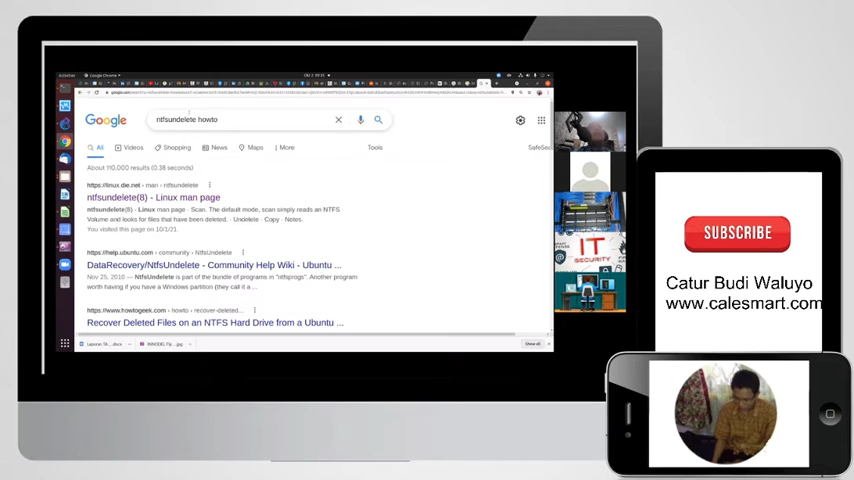 Google Chrome
Google
ntfsundelete howto
All
Videos
Shopping
News
Maps
More
Tools
About 110,000 results (0.38 seconds)
https://linux.die.net › man › ntfsundelete
ntfsundelete(8) - Linux man page
ntfsundelete(8) - Linux man page · Scan. The default mode, scan simply reads an NTFS
Volume and looks for files that have been deleted. · Undelete · Copy · Notes.
You visited this page on 10/1/21.
https://help.ubuntu.com › community › NtfsUndelete
DataRecovery/NtfsUndelete - Community Help Wiki - Ubuntu ...
Nov 25, 2010 — NtfsUndelete is part of the bundle of programs in "ntfsprogs". Another program
worth having if you have a Windows partition (they call it a ...
https://www.howtogeek.com › howto › recover-deleted...
Recover Deleted Files on an NTFS Hard Drive from a Ubuntu ...
Show all
IT
SECURITY
SUBSCRIBE
Catur Budi Waluyo
www.calesmart.com